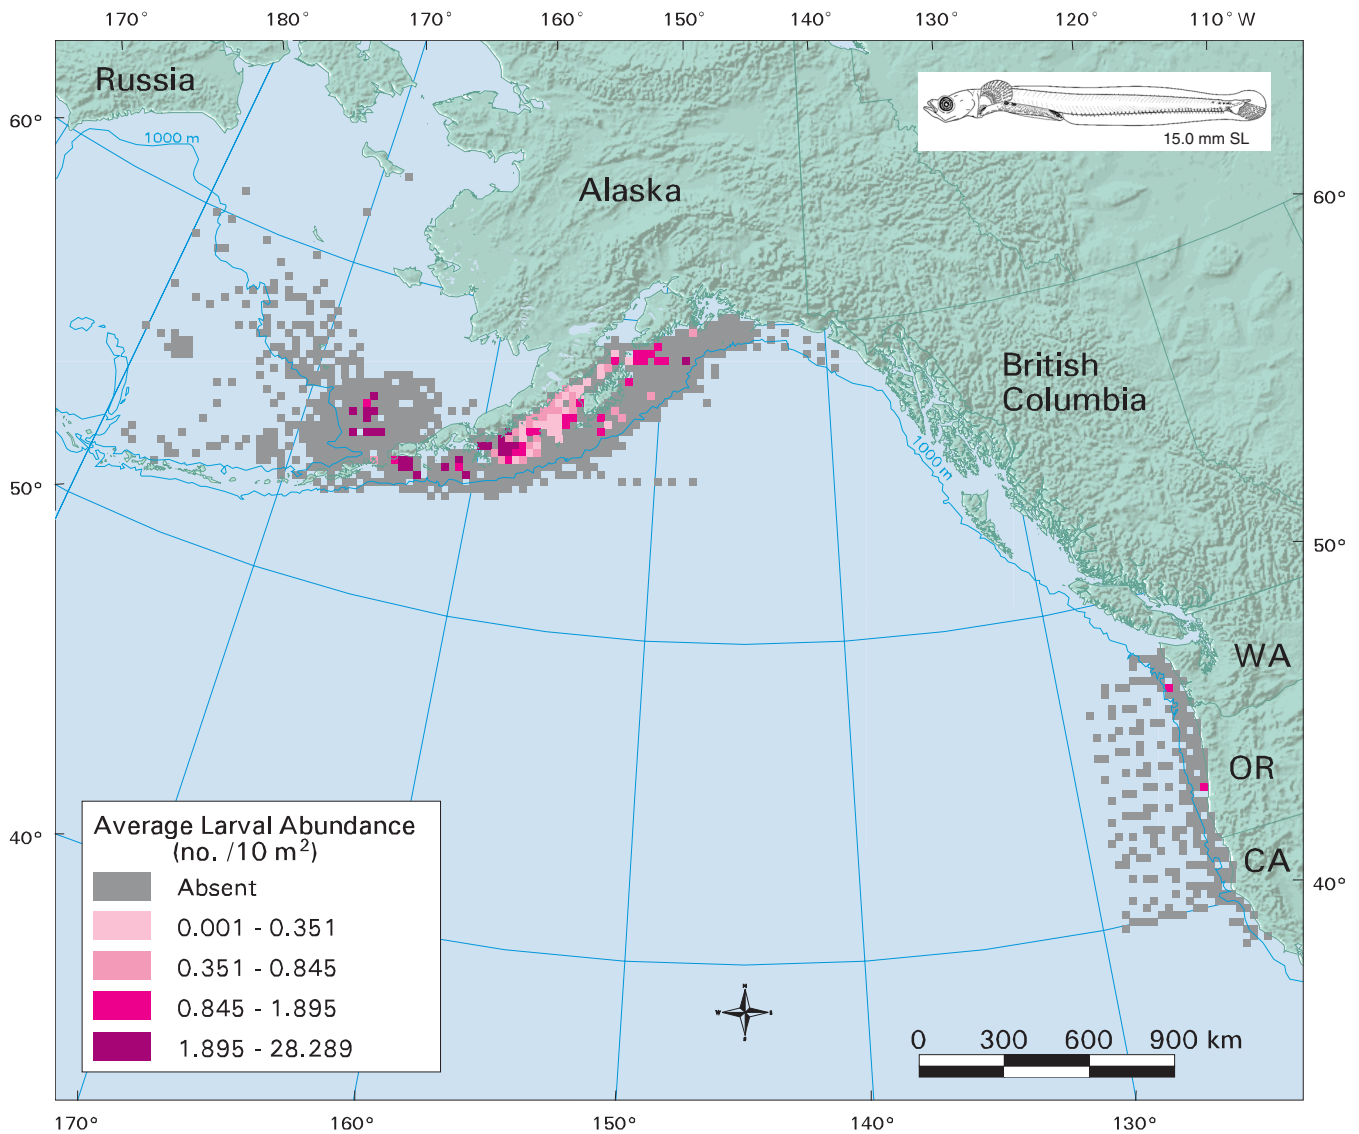 170° 180° 170° 160° 150° 140° 130° 120° 110° W
Russia
60°
1000 m
15.0 mm SL
Alaska
60°
British
Columbia
1000 m
50°
50°
WA
OR
CA
40°
40°
Average Larval Abundance
(no. /10 m²)
Absent
0.001 - 0.351
0.351 - 0.845
0.845 - 1.895
1.895 - 28.289
N
W
S
0 300 600 900 km
170° 160° 150° 140° 130°